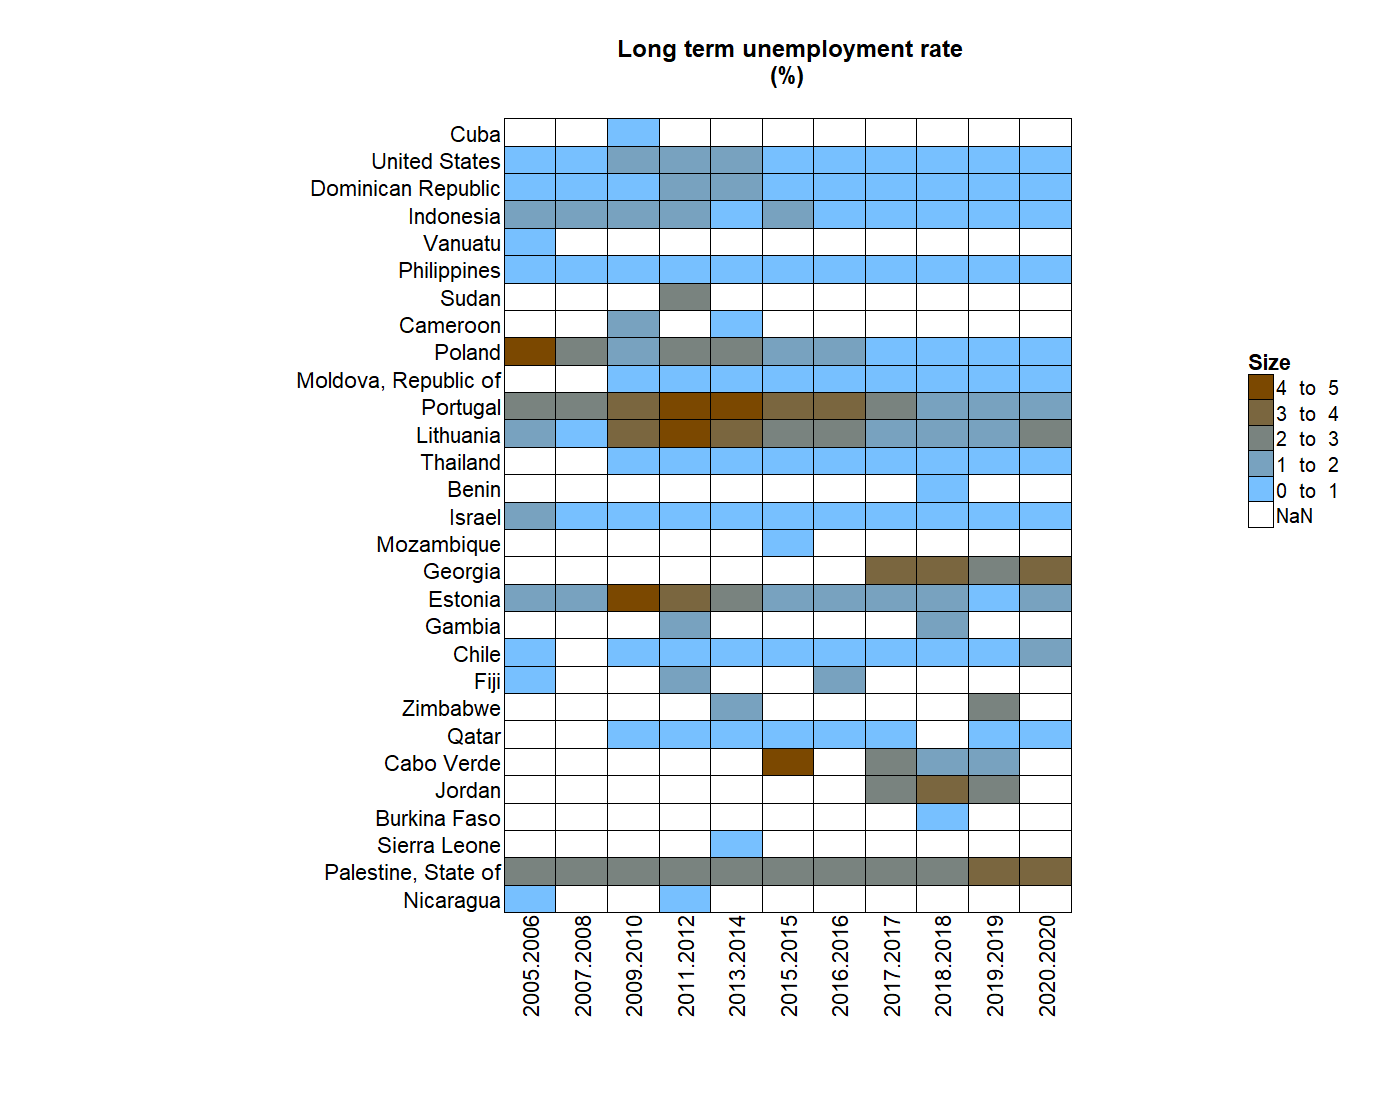 Long term unemployment rate
(%)
Cuba
United States
Dominican Republic
Indonesia
Vanuatu
Philippines
Sudan
Cameroon
Poland
Moldova, Republic of
Portugal
Lithuania
Thailand
Benin
Israel
Mozambique
Georgia
Estonia
Gambia
Chile
Fiji
Zimbabwe
Qatar
Cabo Verde
Jordan
Burkina Faso
Sierra Leone
Palestine, State of
Nicaragua
2005.2006
2007.2008
2009.2010
2011.2012
2013.2014
2015.2015
2016.2016
2017.2017
2018.2018
2019.2019
2020.2020
Size
4 to 5
3 to 4
2 to 3
1 to 2
0 to 1
NaN